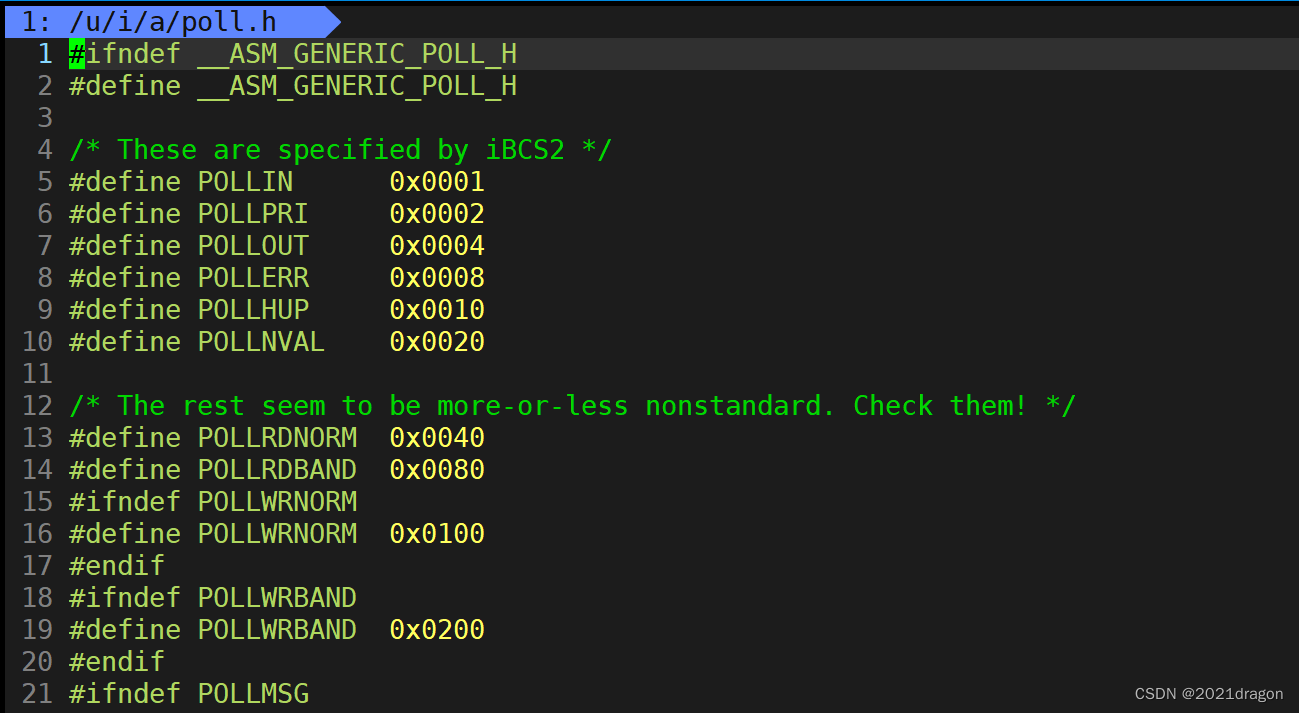 1: /u/i/a/poll.h
1 #ifndef __ASM_GENERIC_POLL_H
2 #define __ASM_GENERIC_POLL_H
3
4 /* These are specified by iBCS2 */
5 #define POLLIN      0x0001
6 #define POLLPRI     0x0002
7 #define POLLOUT     0x0004
8 #define POLLERR     0x0008
9 #define POLLHUP     0x0010
10 #define POLLNVAL    0x0020
11
12 /* The rest seem to be more-or-less nonstandard. Check them! */
13 #define POLLRDNORM  0x0040
14 #define POLLRDBAND  0x0080
15 #ifndef POLLWRNORM
16 #define POLLWRNORM  0x0100
17 #endif
18 #ifndef POLLWRBAND
19 #define POLLWRBAND  0x0200
20 #endif
21 #ifndef POLLMSG
CSDN @2021dragon